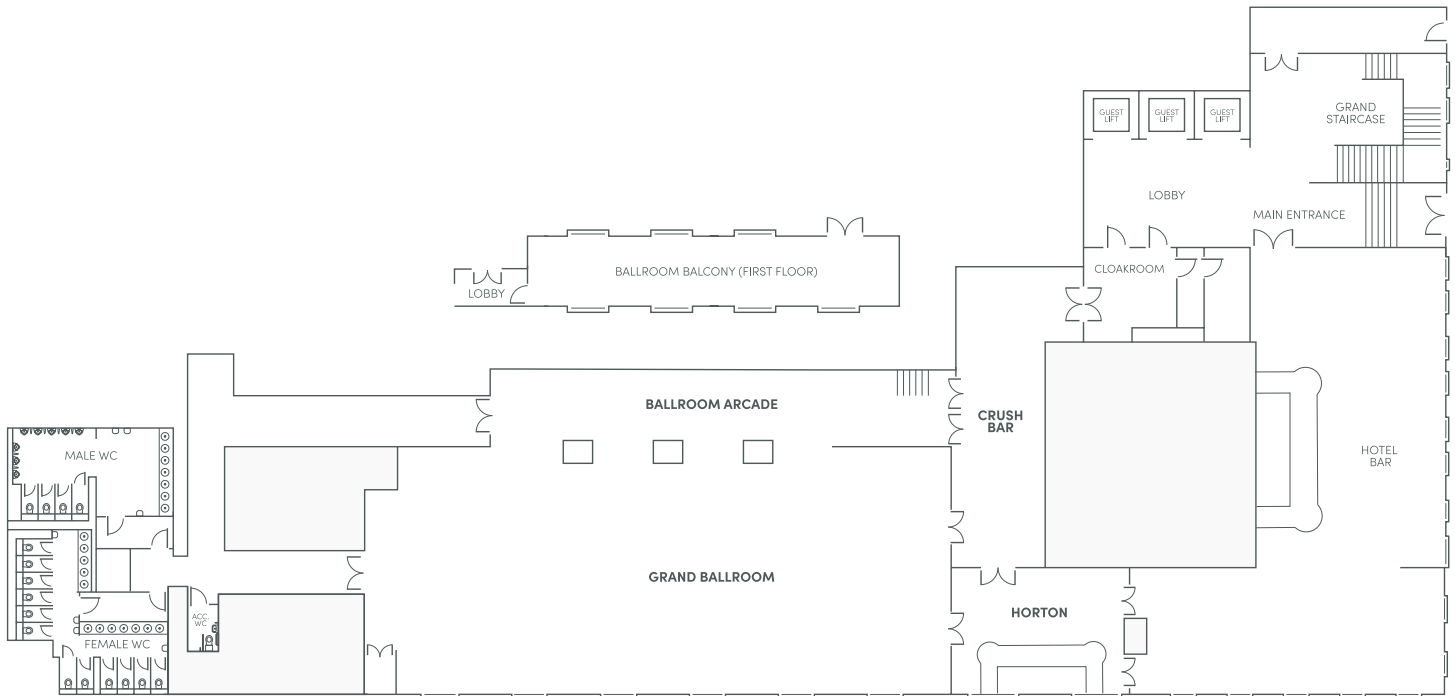 GUEST
LIFT
GUEST
LIFT
GUEST
LIFT
GRAND
STAIRCASE
LOBBY
MAIN ENTRANCE
BALLROOM BALCONY (FIRST FLOOR)
LOBBY
CLOAKROOM
BALLROOM ARCADE
CRUSH
BAR
HOTEL
BAR
MALE WC
GRAND BALLROOM
HORTON
ACC.
WC
FEMALE WC